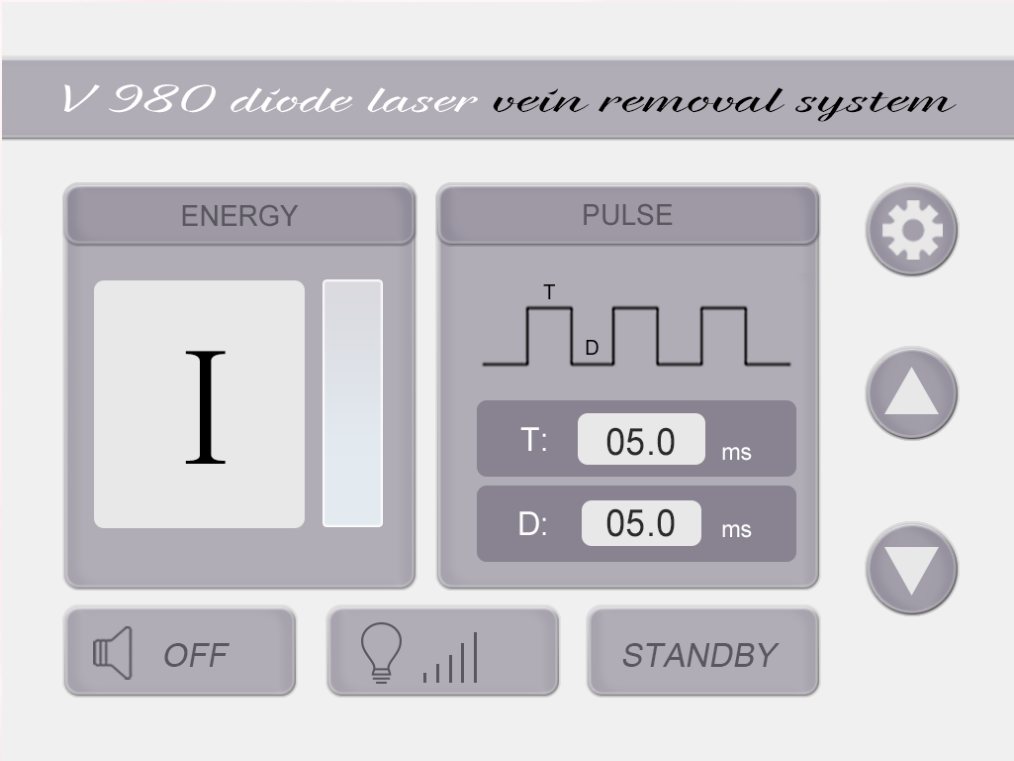 V 980 diode laser vein removal system
ENERGY
PULSE
I
T
D
T: 05.0 ms
D: 05.0 ms
OFF
STANDBY